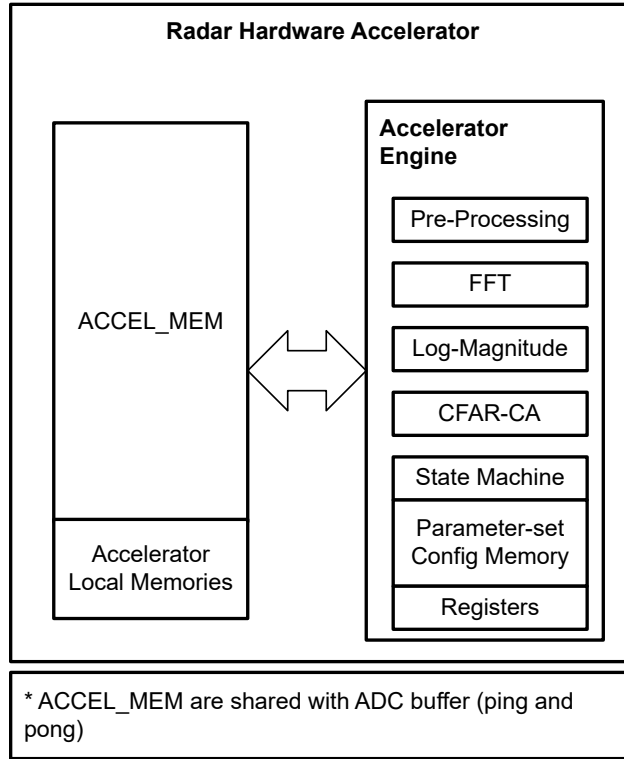 Radar Hardware Accelerator
ACCEL_MEM
Accelerator
Local Memories
Accelerator
Engine
Pre-Processing
FFT
Log-Magnitude
CFAR-CA
State Machine
Parameter-set
Config Memory
Registers
* ACCEL_MEM are shared with ADC buffer (ping and
pong)